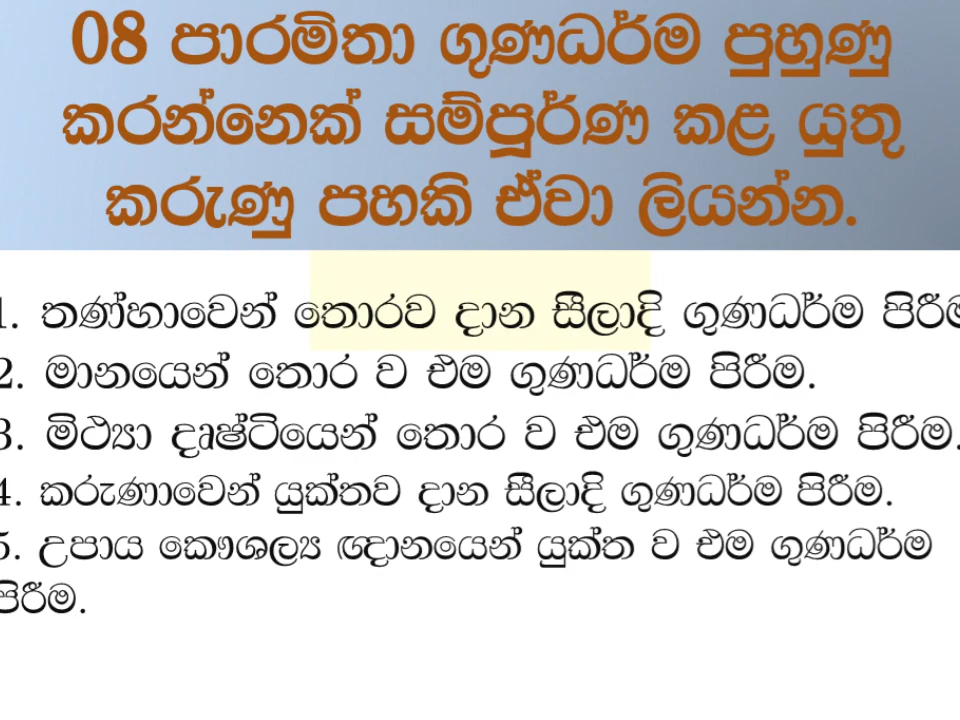 08 පාරමිතා ගුණධර්ම පුහුණු
කරන්නෙක් සම්පූර්ණ කළ යුතු
කරුණු පහකි ඒවා ලියන්න.
1. තණ්හාවෙන් තොරව දාන සීලාදි ගුණධර්ම පිරීම
2. මානයෙන් තොර ව එම ගුණධර්ම පිරීම.
3. මිථ්‍යා දෘෂ්ටියෙන් තොර ව එම ගුණධර්ම පිරීම.
4. කරුණාවෙන් යුක්තව දාන සීලාදි ගුණධර්ම පිරීම.
5. උපාය කෞශල්‍ය ඥානයෙන් යුක්ත ව එම ගුණධර්ම
පිරීම.